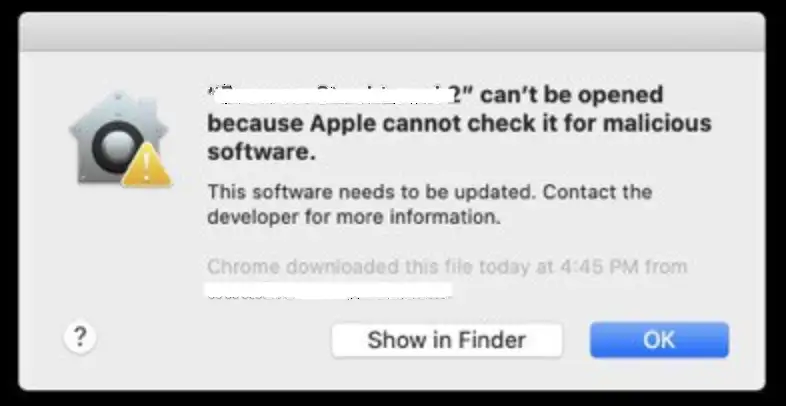 2” can’t be opened
because Apple cannot check it for malicious
software.
This software needs to be updated. Contact the
developer for more information.
Chrome downloaded this file today at 4:45 PM from
?
Show in Finder
OK